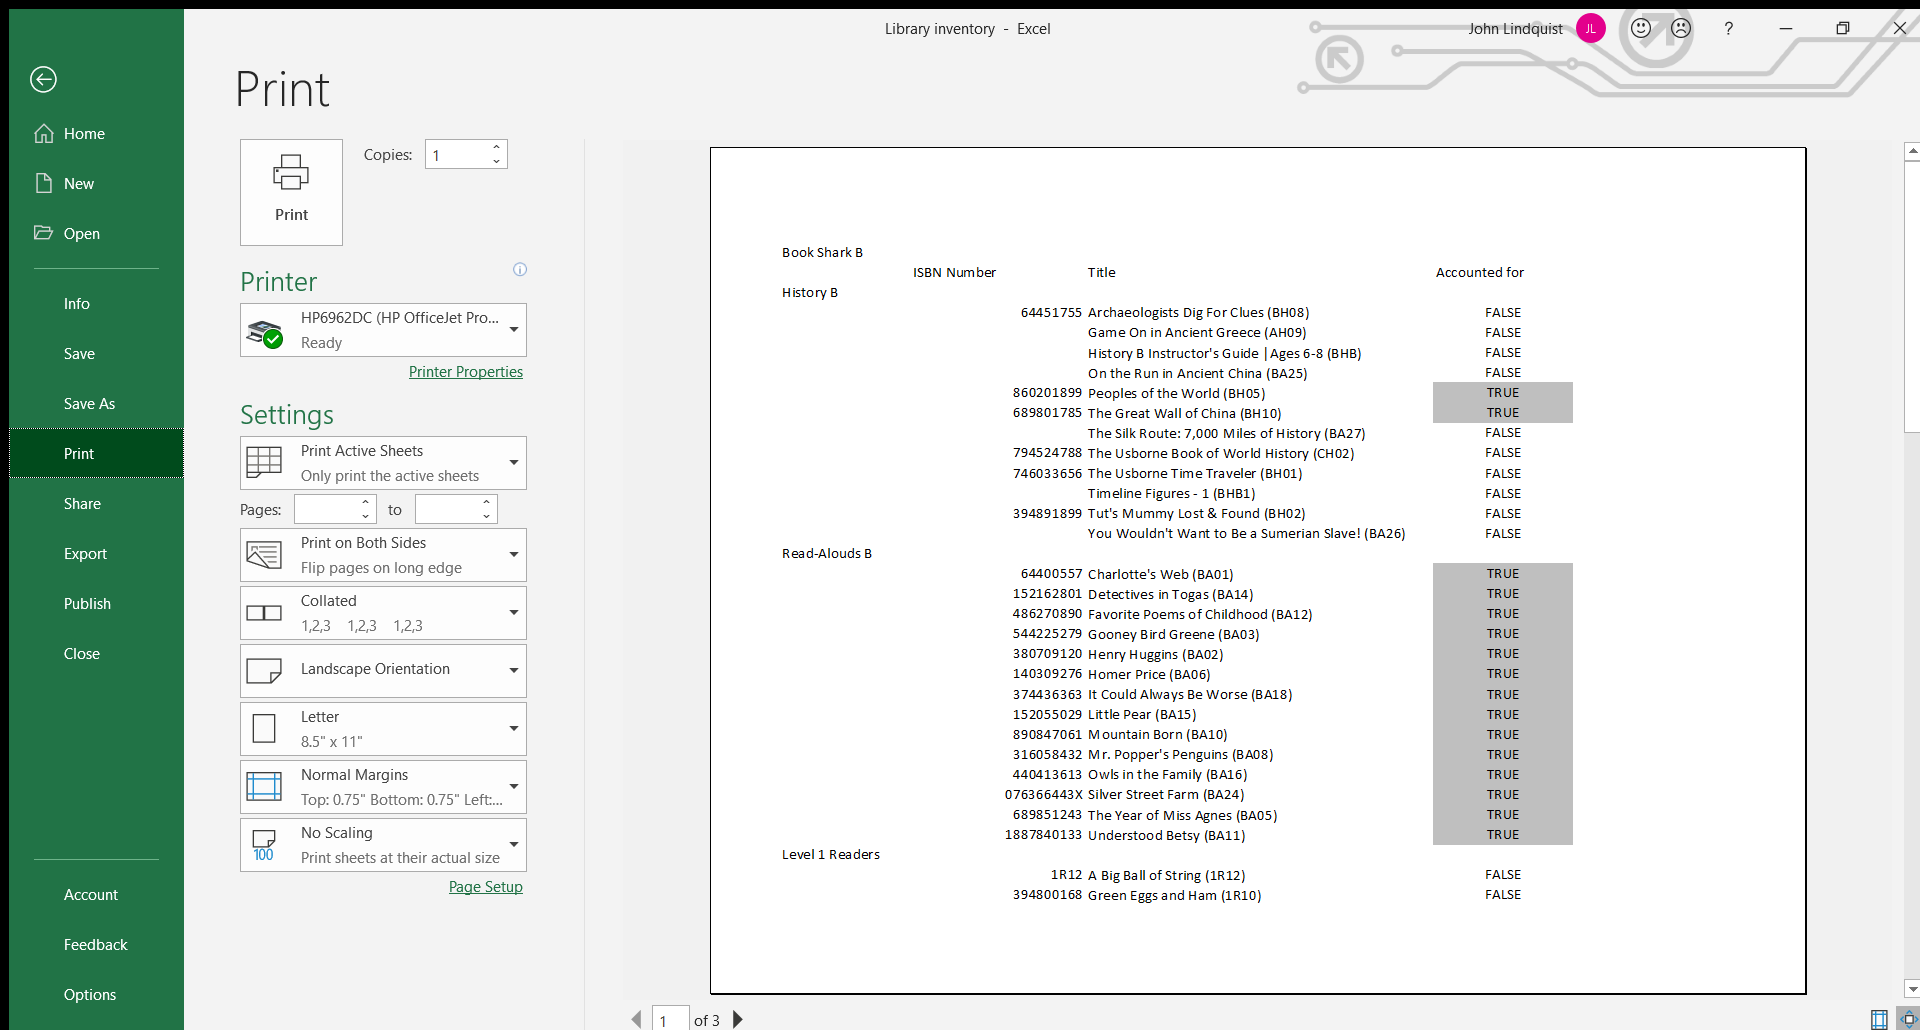 Library inventory - Excel
John Lindquist JL ?
Print
Home
New
Open
Info
Save
Save As
Print
Share
Export
Publish
Close
Account
Feedback
Options
Print
Copies: 1
Printer
HP6962DC (HP OfficeJet Pro...
Ready
Printer Properties
Settings
Print Active Sheets
Only print the active sheets
Pages: to
Print on Both Sides
Flip pages on long edge
Collated
1,2,3 1,2,3 1,2,3
Landscape Orientation
Letter
8.5" x 11"
Normal Margins
Top: 0.75" Bottom: 0.75" Left:...
No Scaling
100 Print sheets at their actual size
Page Setup
Book Shark B
ISBN Number Title Accounted for
History B
64451755 Archaeologists Dig For Clues (BH08) FALSE
Game On in Ancient Greece (AH09) FALSE
History B Instructor's Guide |Ages 6-8 (BHB) FALSE
On the Run in Ancient China (BA25) FALSE
860201899 Peoples of the World (BH05) TRUE
689801785 The Great Wall of China (BH10) TRUE
The Silk Route: 7,000 Miles of History (BA27) FALSE
794524788 The Usborne Book of World History (CH02) FALSE
746033656 The Usborne Time Traveler (BH01) FALSE
Timeline Figures - 1 (BHB1) FALSE
394891899 Tut's Mummy Lost & Found (BH02) FALSE
You Wouldn't Want to Be a Sumerian Slave! (BA26) FALSE
Read-Alouds B
64400557 Charlotte's Web (BA01) TRUE
152162801 Detectives in Togas (BA14) TRUE
486270890 Favorite Poems of Childhood (BA12) TRUE
544225279 Gooney Bird Greene (BA03) TRUE
380709120 Henry Huggins (BA02) TRUE
140309276 Homer Price (BA06) TRUE
374436363 It Could Always Be Worse (BA18) TRUE
152055029 Little Pear (BA15) TRUE
890847061 Mountain Born (BA10) TRUE
316058432 Mr. Popper's Penguins (BA08) TRUE
440413613 Owls in the Family (BA16) TRUE
076366443X Silver Street Farm (BA24) TRUE
689851243 The Year of Miss Agnes (BA05) TRUE
1887840133 Understood Betsy (BA11) TRUE
Level 1 Readers
1R12 A Big Ball of String (1R12) FALSE
394800168 Green Eggs and Ham (1R10) FALSE
1 of 3